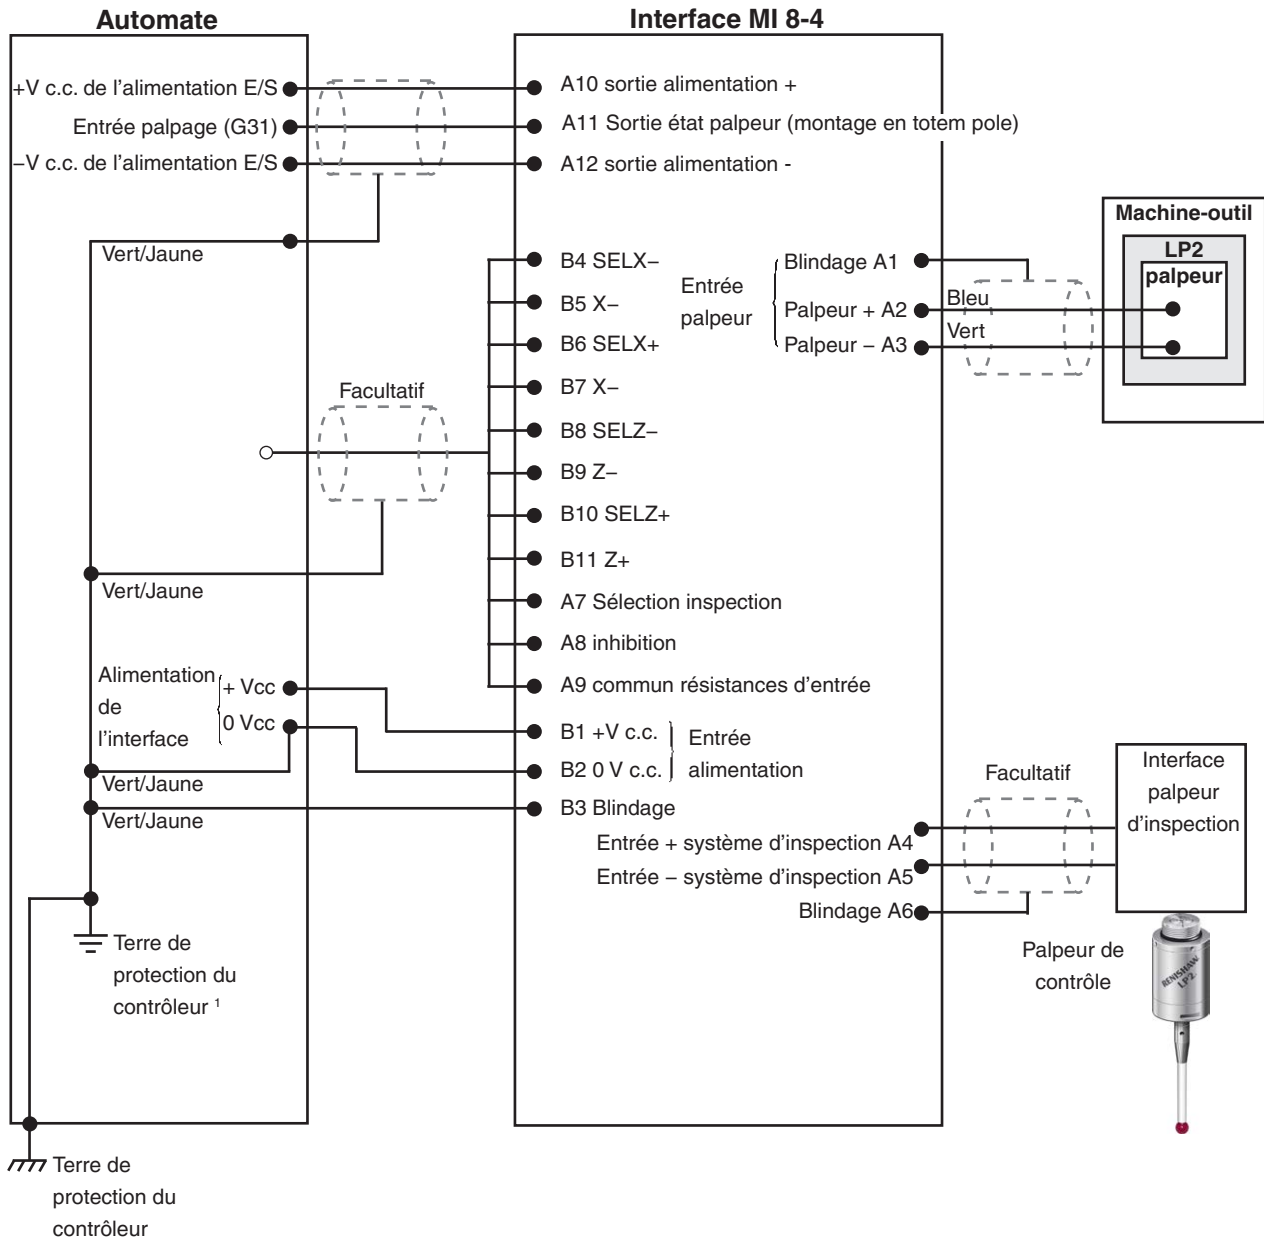 Automate
Interface MI 8-4
+V c.c. de l'alimentation E/S
Entrée palpage (G31)
−V c.c. de l'alimentation E/S
A10 sortie alimentation +
A11 Sortie état palpeur (montage en totem pole)
A12 sortie alimentation -
Vert/Jaune
B4 SELX−
B5 X−
B6 SELX+
B7 X−
B8 SELZ−
B9 Z−
B10 SELZ+
B11 Z+
A7 Sélection inspection
A8 inhibition
A9 commun résistances d'entrée
Entrée
palpeur
Blindage A1
Palpeur + A2
Palpeur − A3
Bleu
Vert
Machine-outil
LP2
palpeur
Facultatif
Vert/Jaune
Alimentation
de
l'interface
+ Vcc
0 Vcc
Vert/Jaune
Vert/Jaune
B1 +V c.c.
B2 0 V c.c.
Entrée
alimentation
B3 Blindage
Entrée + système d'inspection A4
Entrée − système d'inspection A5
Blindage A6
Facultatif
Interface
palpeur
d'inspection
Palpeur de
contrôle
RENISHAW
LP2
Terre de
protection du
contrôleur 1
Terre de
protection du
contrôleur